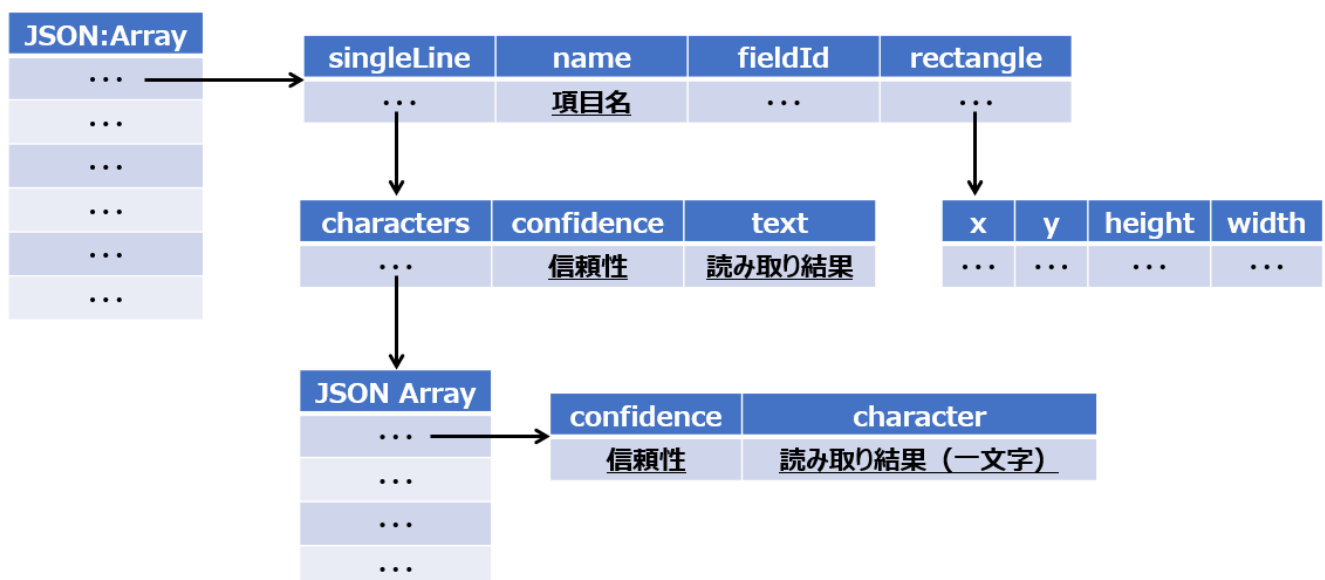 JSON:Array
・・・
・・・
・・・
・・・
・・・
・・・
singleLine name fieldId rectangle
・・・ 項目名 ・・・ ・・・
characters confidence text
・・・ 信頼性 読み取り結果
x y height width
・・・ ・・・ ・・・ ・・・
JSON Array
・・・
・・・
・・・
・・・
confidence character
信頼性 読み取り結果（一文字）